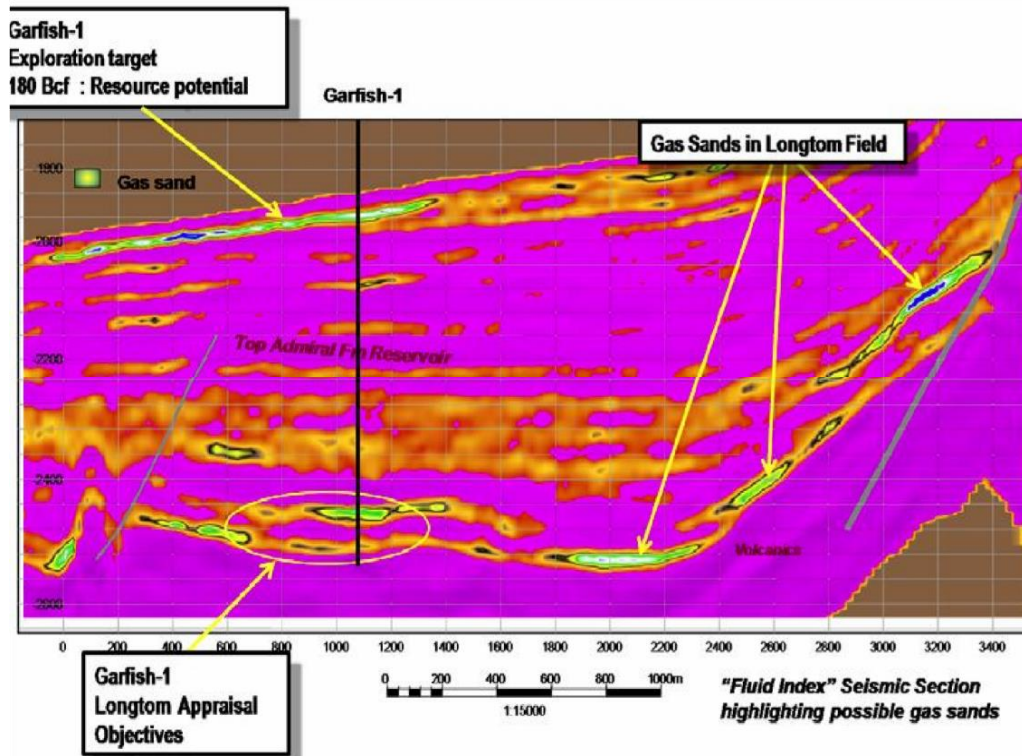 Garfish-1
Exploration target
180 Bcf : Resource potential
Garfish-1
Gas Sands in Longtom Field
Gas sand
Top Admiral Fm Reservoir
Volcanics
-1800
-2000
-2200
-2400
-2600
0 200 400 600 800 1000 1200 1400 1600 1800 2000 2200 2400 2600 2800 3000 3200 3400
Garfish-1
Longtom Appraisal
Objectives
0 200 400 600 1000m
1:15000
"Fluid Index" Seismic Section
highlighting possible gas sands